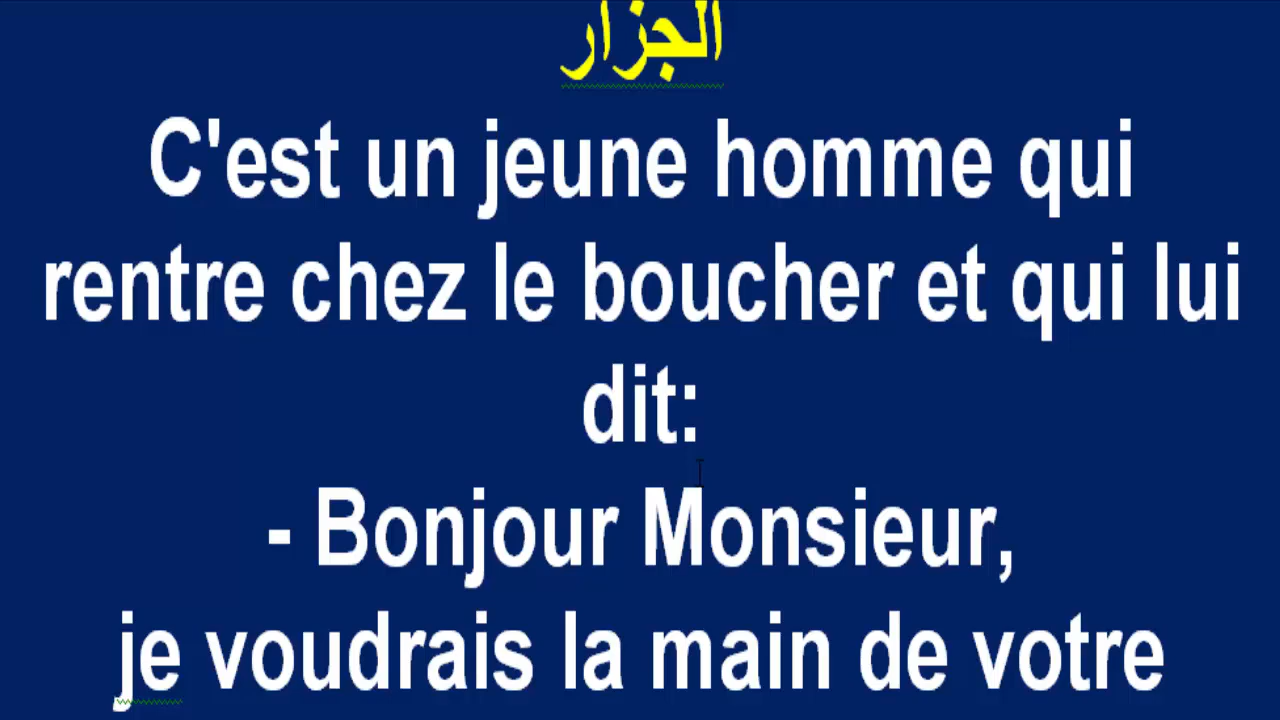 الجزار
C'est un jeune homme qui
rentre chez le boucher et qui lui
dit:
- Bonjour Monsieur,
je voudrais la main de votre